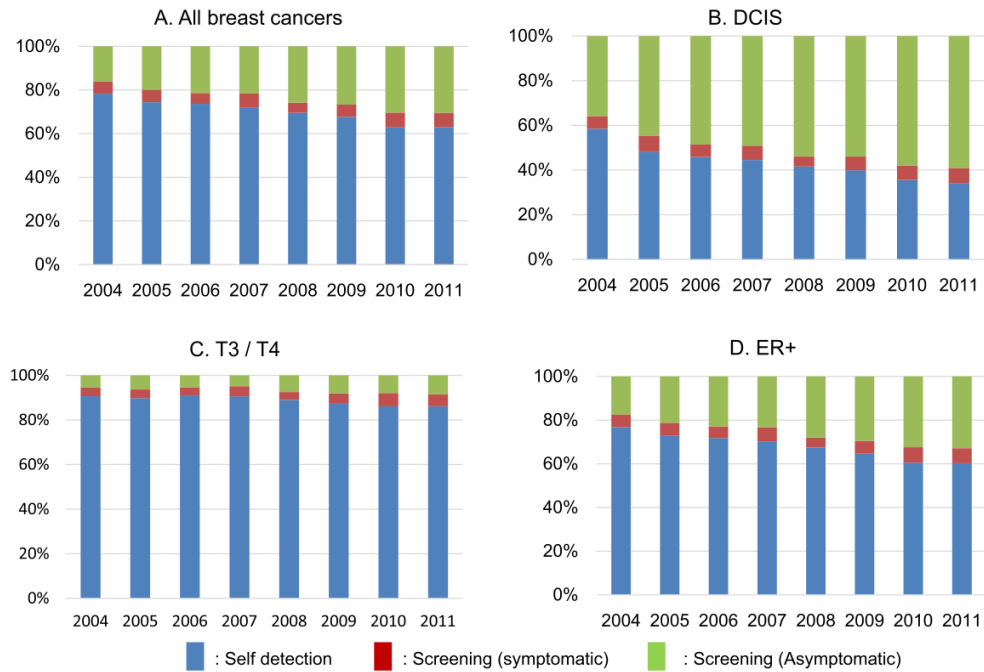 A. All breast cancers
100%
80%
60%
40%
20%
0%
2004 2005 2006 2007 2008 2009 2010 2011
B. DCIS
100%
80%
60%
40%
20%
0%
2004 2005 2006 2007 2008 2009 2010 2011
C. T3 / T4
100%
80%
60%
40%
20%
0%
2004 2005 2006 2007 2008 2009 2010 2011
D. ER+
100%
80%
60%
40%
20%
0%
2004 2005 2006 2007 2008 2009 2010 2011
: Self detection : Screening (symptomatic) : Screening (Asymptomatic)